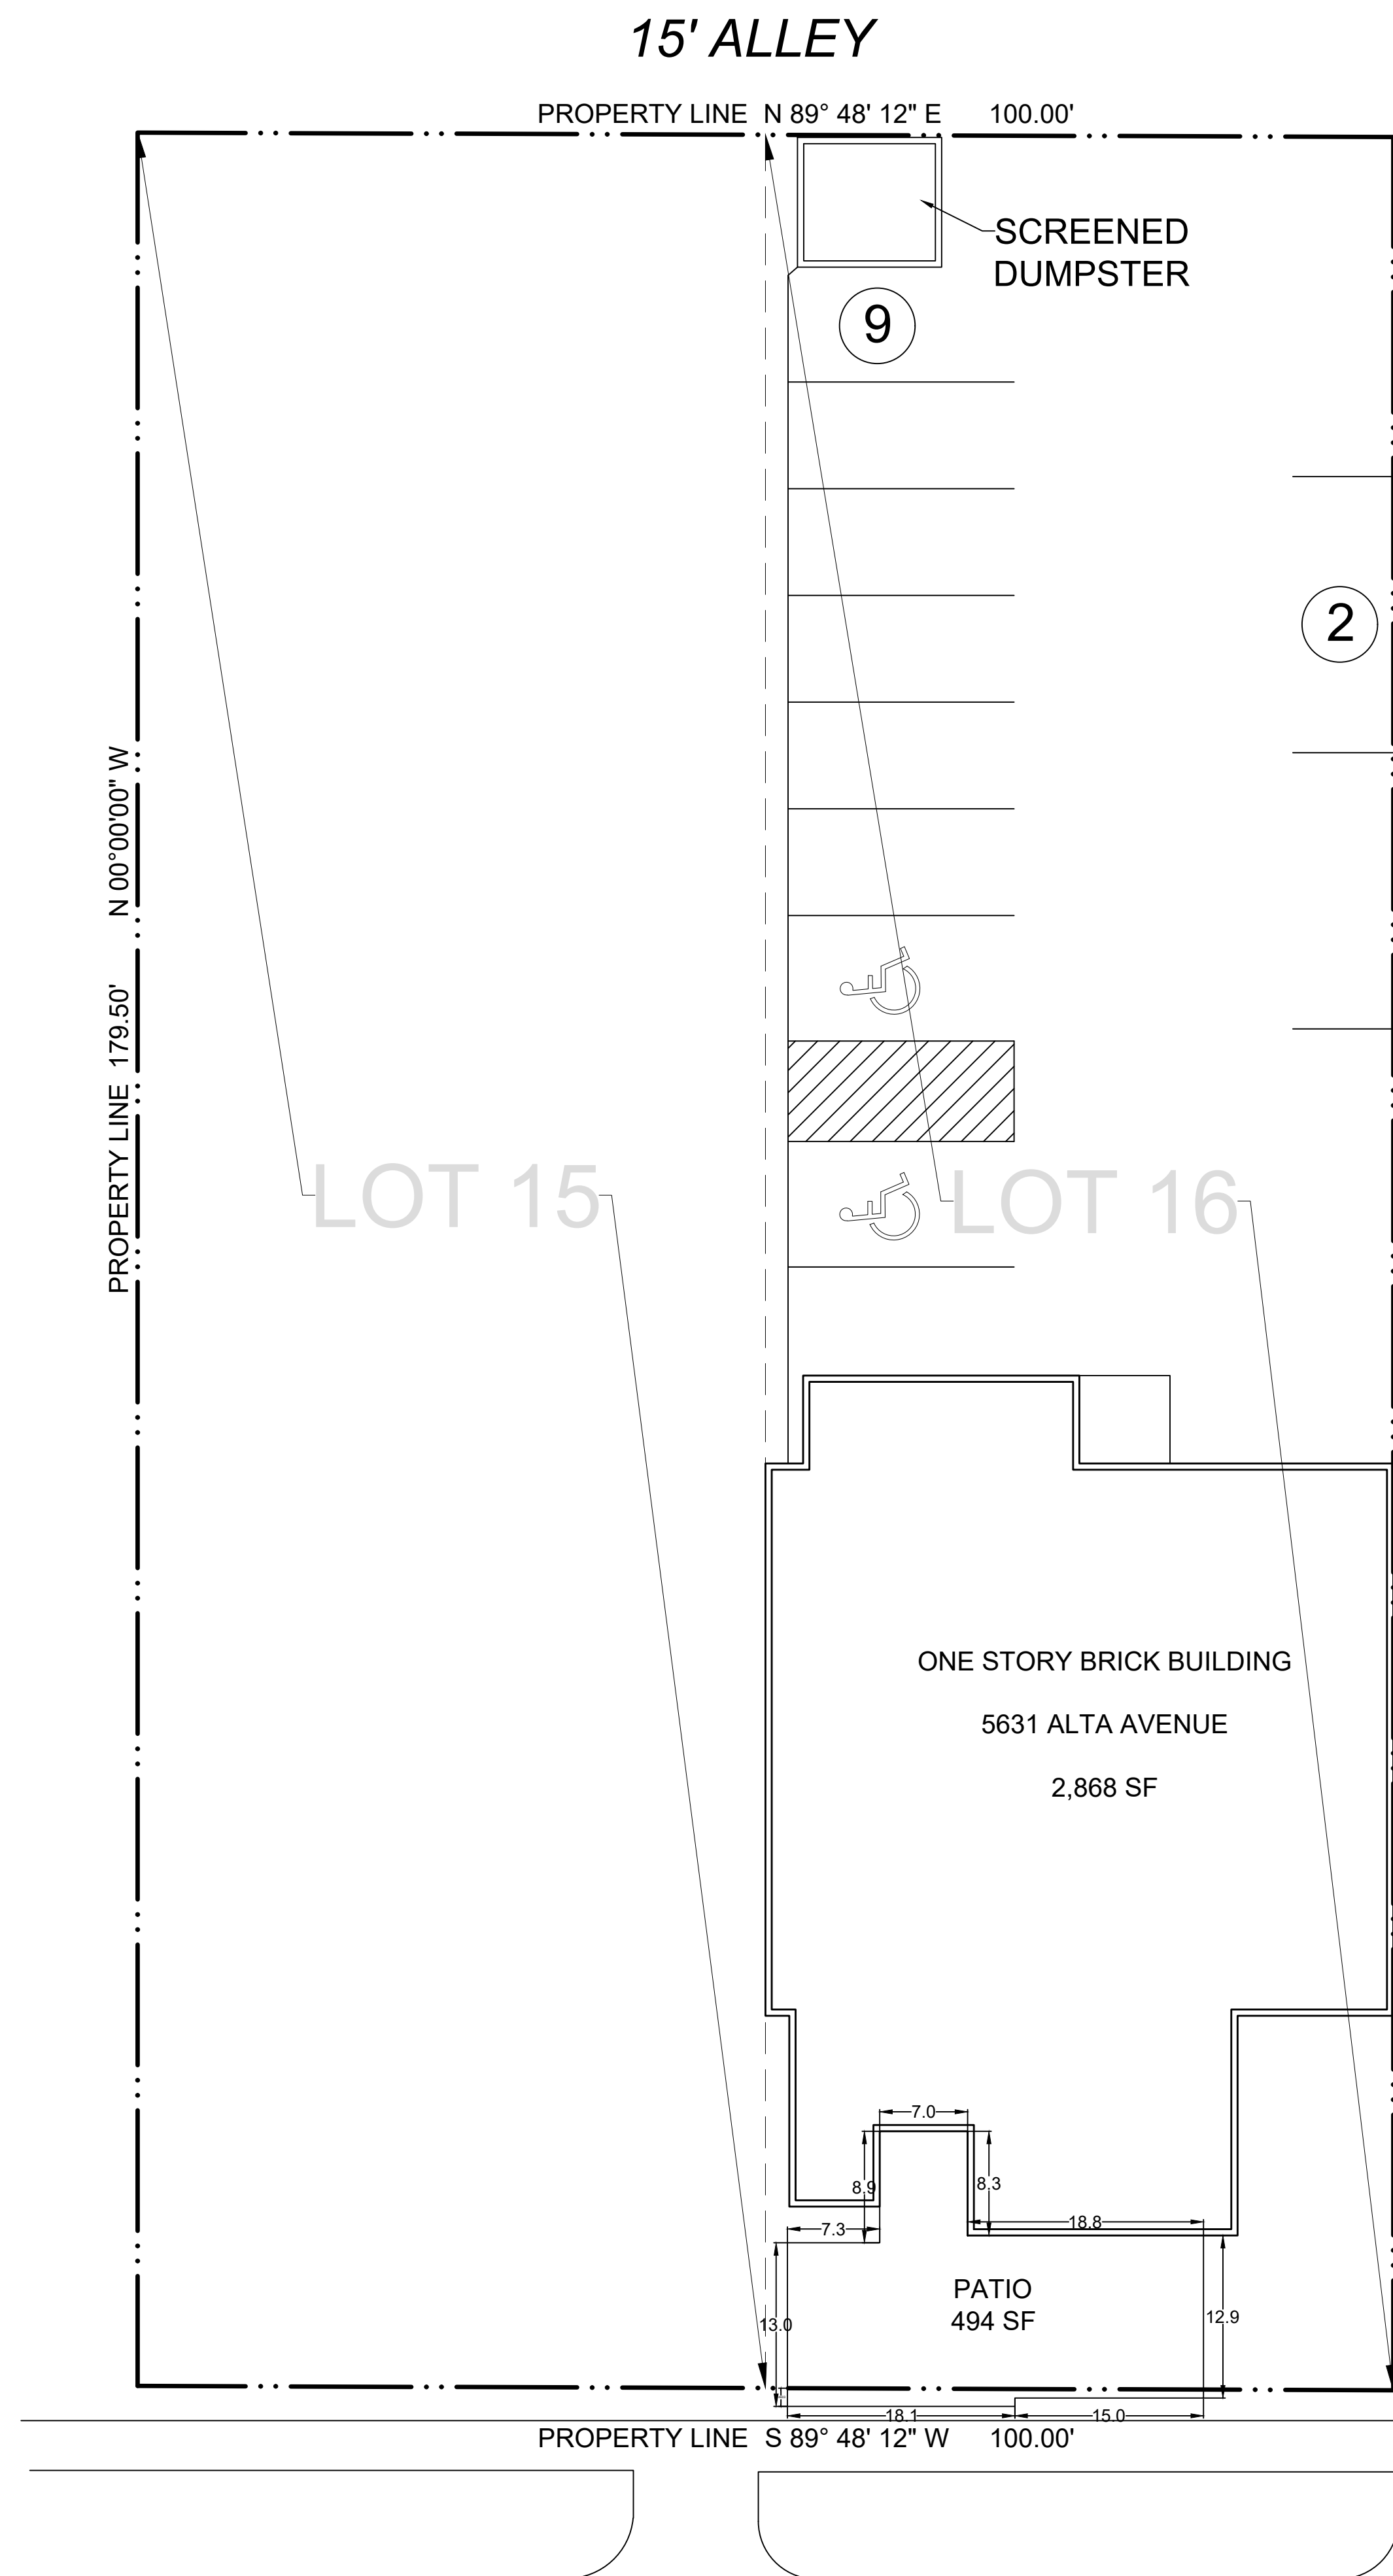 15' ALLEY
PROPERTY LINE N 89° 48' 12" E 100.00'
SCREENED
DUMPSTER
9
2
PROPERTY LINE 179.50' N 00°00'00" W
LOT 15
LOT 16
ONE STORY BRICK BUILDING
5631 ALTA AVENUE
2,868 SF
7.0
8.9
8.3
7.3
18.8
PATIO
494 SF
13.0
12.9
18.1
15.0
PROPERTY LINE S 89° 48' 12" W 100.00'